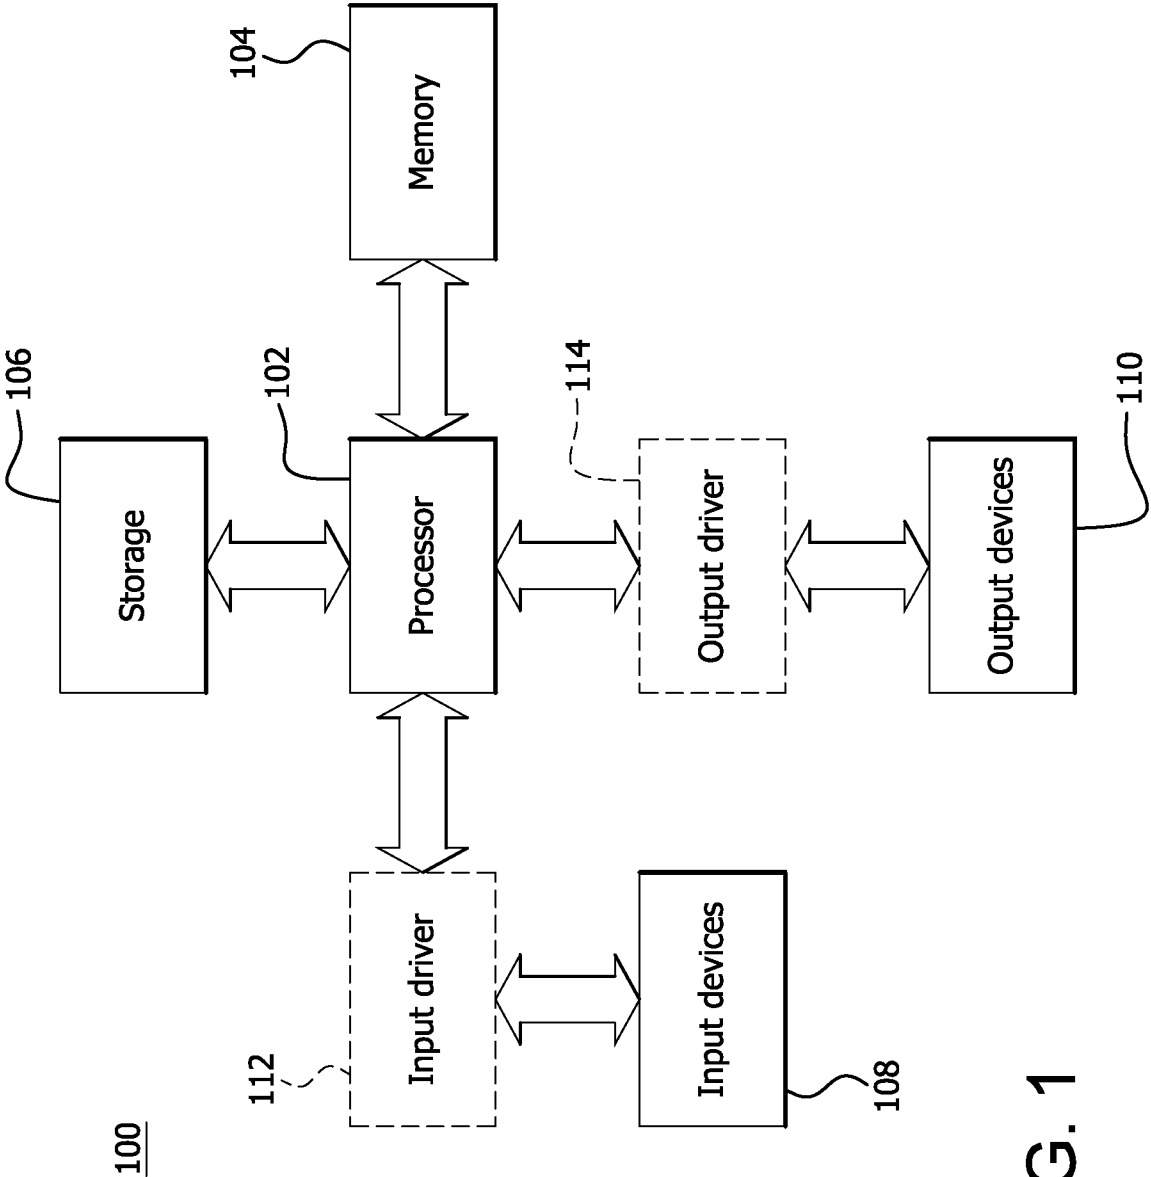 100
106
Storage
112
102
104
Input driver
Processor
Memory
114
Input devices
Output driver
108
Output devices
110
G. 1